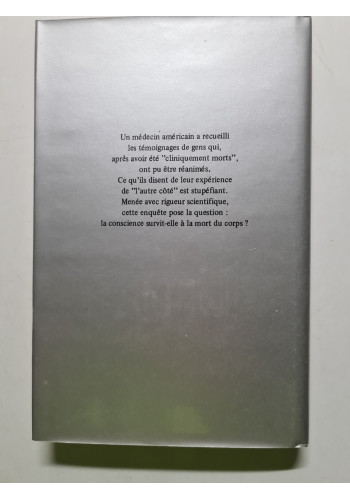 Un médecin américain a recueilli
les témoignages de gens qui,
après avoir été "cliniquement morts",
ont pu être réanimés,
Ce qu'ils disent de leur expérience
de "l'autre côté" est stupéfiant.
Menée avec rigueur scientifique,
cette enquête pose la question :
la conscience survit-elle à la mort du corps ?